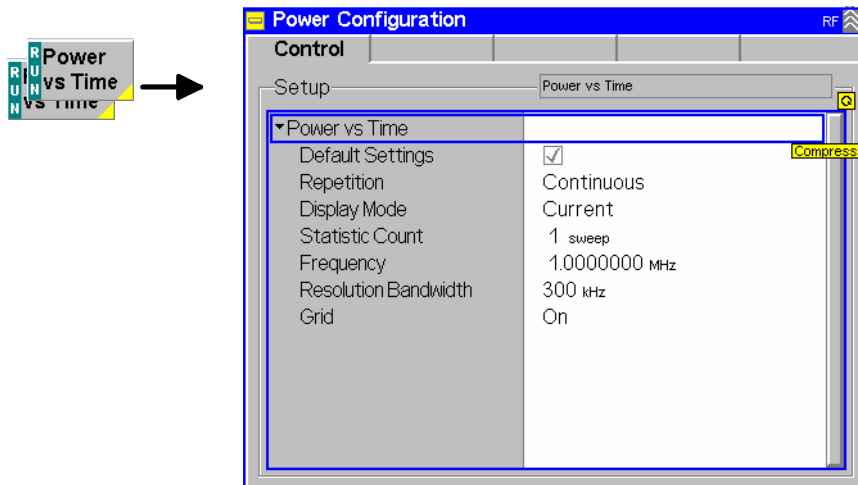 Power Configuration RF
Control
RUN Power vs Time
RUN vs Time
Setup Power vs Time
Power vs Time
Compress
Default Settings
Repetition Continuous
Display Mode Current
Statistic Count 1 sweep
Frequency 1.0000000 MHz
Resolution Bandwidth 300 kHz
Grid On